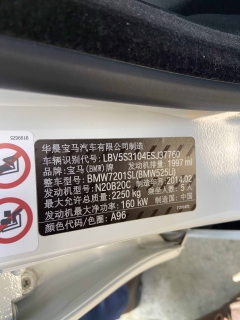 华晨宝马汽车有限公司制造
车辆识别代号: LBV5S3104ESJ37760
品牌: 宝马(BMW)牌 发动机排量: 1997 ml
整车型号: BMW7201SL(BMW525Li)
发动机型号: N20B20C 制造年月: 2014.02
最大允许总质量: 2250 kg 乘坐人数: 5 人
发动机最大净功率: 160 kW 制造国: 中国
颜色代码/色墨: A96